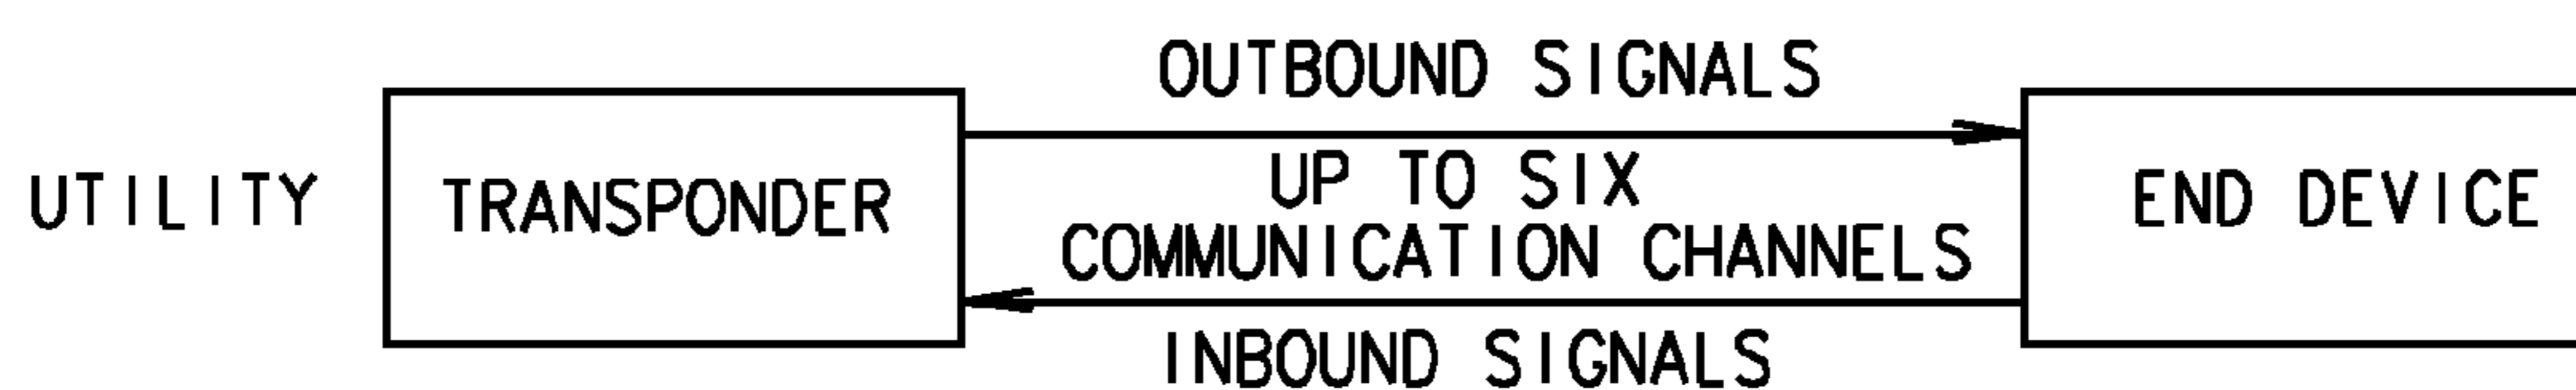 OUTBOUND SIGNALS
UTILITY
TRANSPONDER
UP TO SIX
COMMUNICATION CHANNELS
END DEVICE
INBOUND SIGNALS